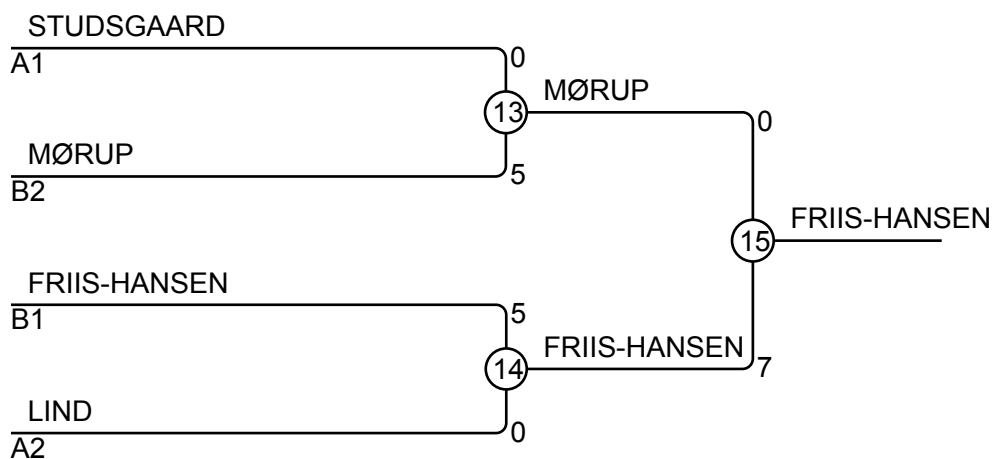 STUDSGAARD
A1
0
13
MØRUP
0
MØRUP
B2
5
15
FRIIS-HANSEN
FRIIS-HANSEN
B1
5
14
FRIIS-HANSEN
7
LIND
A2
0